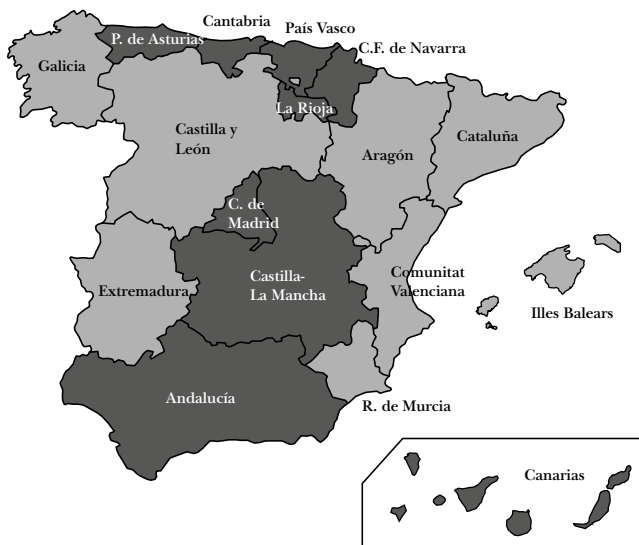 Cantabria
País Vasco
P. de Asturias
C.F. de Navarra
Galicia
La Rioja
Castilla y
León
Cataluña
Aragón
C. de
Madrid
Castilla-
La Mancha
Comunitat
Valenciana
Extremadura
Illes Balears
Andalucía
R. de Murcia
Canarias